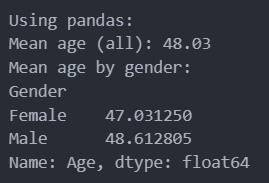 Using pandas:
Mean age (all): 48.03
Mean age by gender:
Gender
Female    47.031250
Male      48.612805
Name: Age, dtype: float64